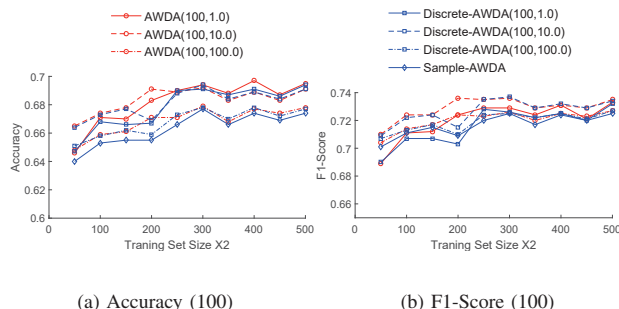 AWDA(100,1.0)
AWDA(100,10.0)
AWDA(100,100.0)
Discrete-AWDA(100,1.0)
Discrete-AWDA(100,10.0)
Discrete-AWDA(100,100.0)
Sample-AWDA
0.7
0.68
0.66
0.64
0.62
0.6
Accuracy
0 100 200 300 400 500
Traning Set Size X2
0.74
0.72
0.7
0.68
0.66
F1-Score
0 100 200 300 400 500
Traning Set Size X2
(a) Accuracy (100)
(b) F1-Score (100)